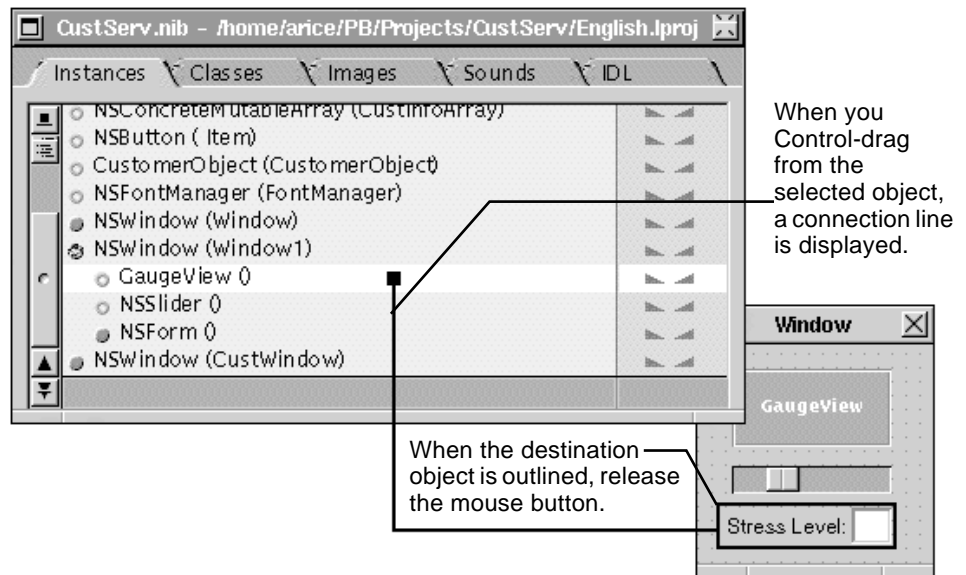 CustServ.nib - /home/arice/PB/Projects/CustServ/English.lproj
Instances Classes Images Sounds IDL
NSConcreteMutableArray (CustInfoArray)
NSButton ( Item)
CustomerObject (CustomerObject)
NSFontManager (FontManager)
NSWindow (Window)
NSWindow (Window1)
GaugeView ()
NSSlider ()
NSForm ()
NSWindow (CustWindow)
When you
Control-drag
from the
selected object,
a connection line
is displayed.
Window
GaugeView
Stress Level:
When the destination
object is outlined, release
the mouse button.